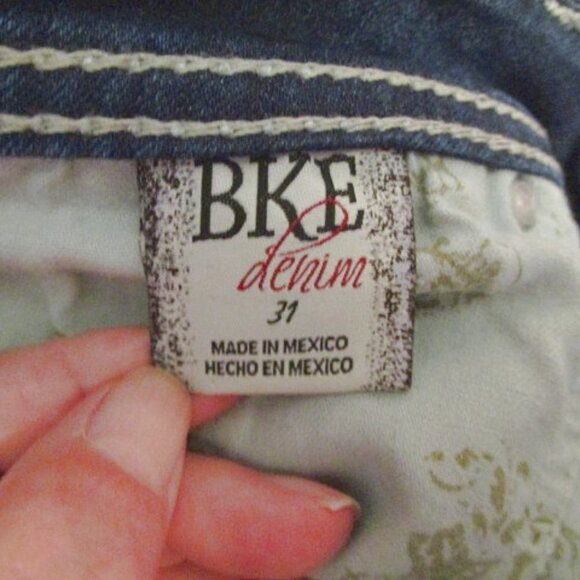 BKE
denim
31
MADE IN MEXICO
HECHO EN MEXICO